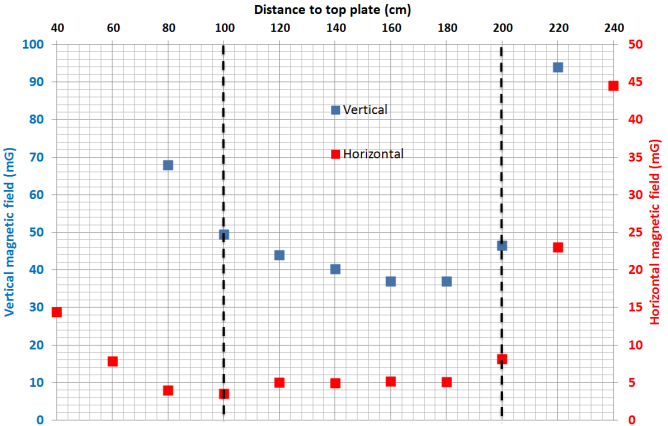 Distance to top plate (cm)
40 60 80 100 120 140 160 180 200 220 240
100 50
90 45
80 40
70 35
60 30
50 25
40 20
30 15
20 10
10 5
0 0
Vertical magnetic field (mG)
Horizontal magnetic field (mG)
Vertical
Horizontal